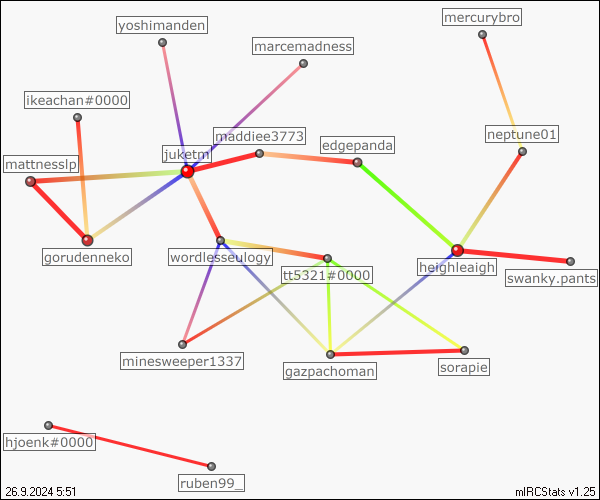 mercurybro
yoshimanden
marcemadness
ikeachan#0000
neptune01
maddiee3773
edgepanda
juketm
mattnesslp
gorudenneko
wordlesseulogy
heighleaigh
tt5321#0000
swanky.pants
minesweeper1337
sorapie
gazpachoman
hjoenk#0000
ruben99_
26.9.2024 5:51
mIRCStats v1.25